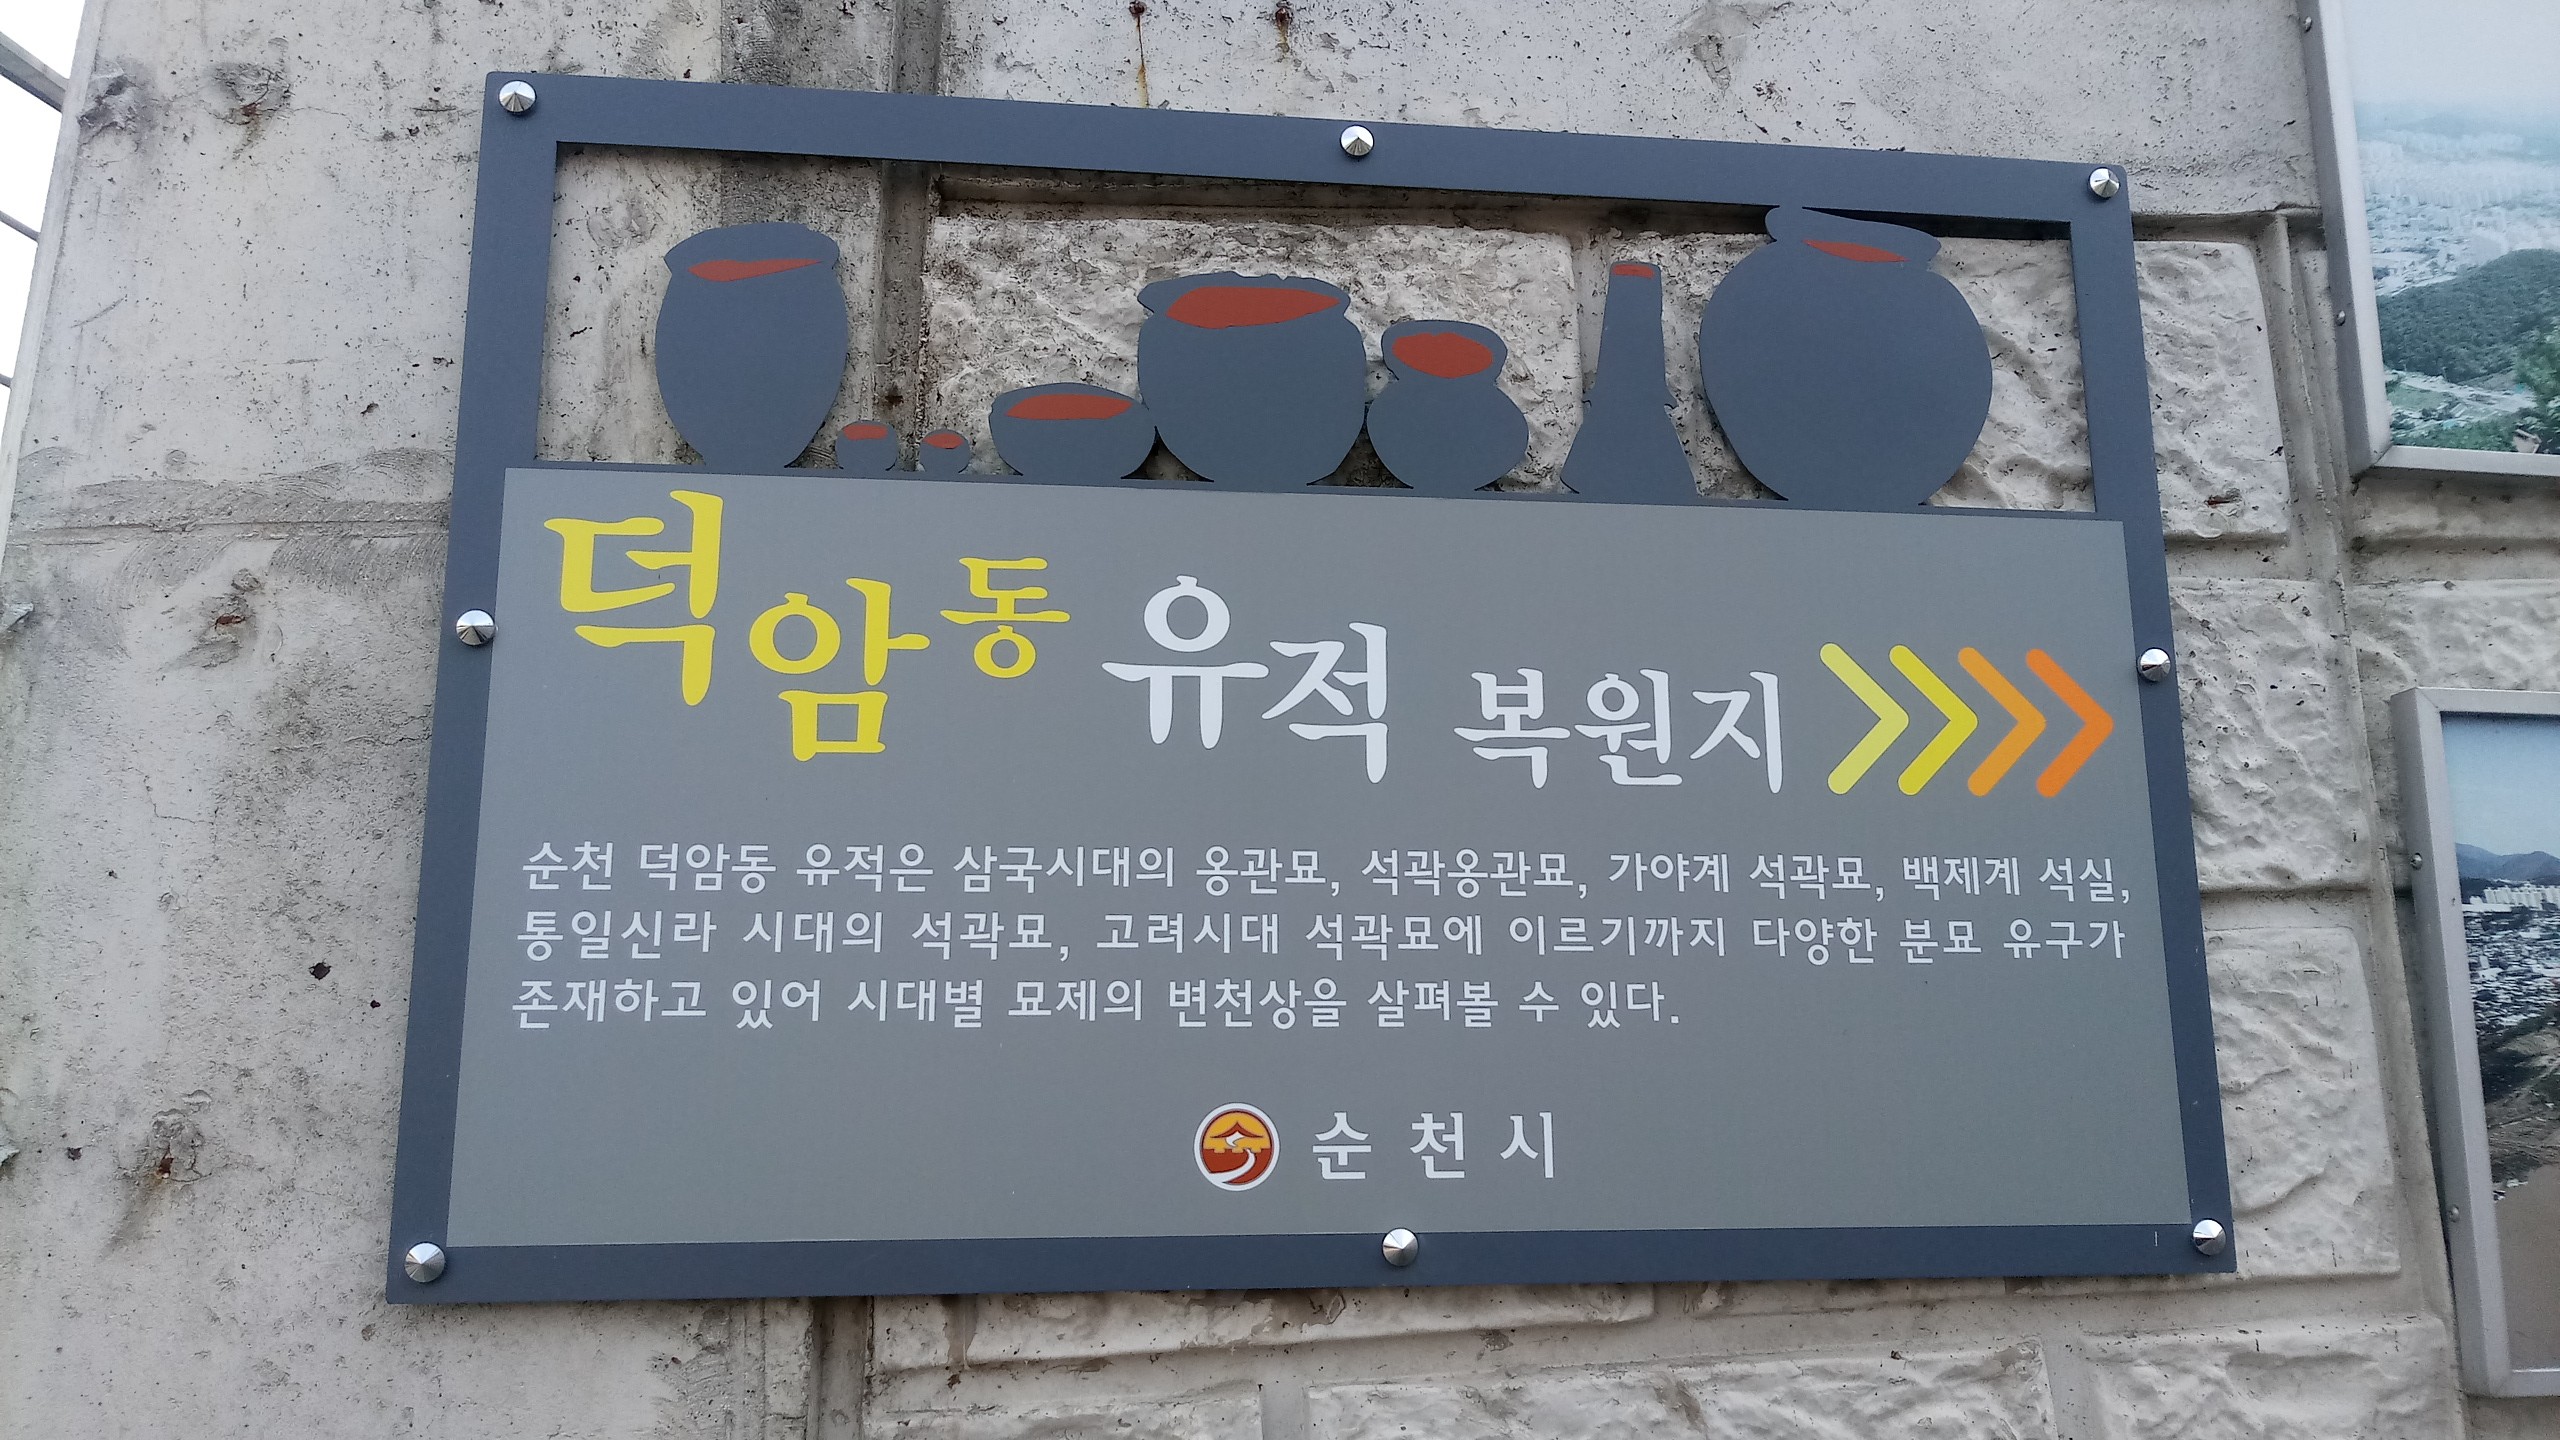 덕암동 유적 복원지
순천 덕암동 유적은 삼국시대의 옹관묘, 석곽옹관묘, 가야계 석곽묘, 백제계 석실,
통일신라 시대의 석곽묘, 고려시대 석곽묘에 이르기까지 다양한 분묘 유구가
존재하고 있어 시대별 묘제의 변천상을 살펴볼 수 있다.
순천시